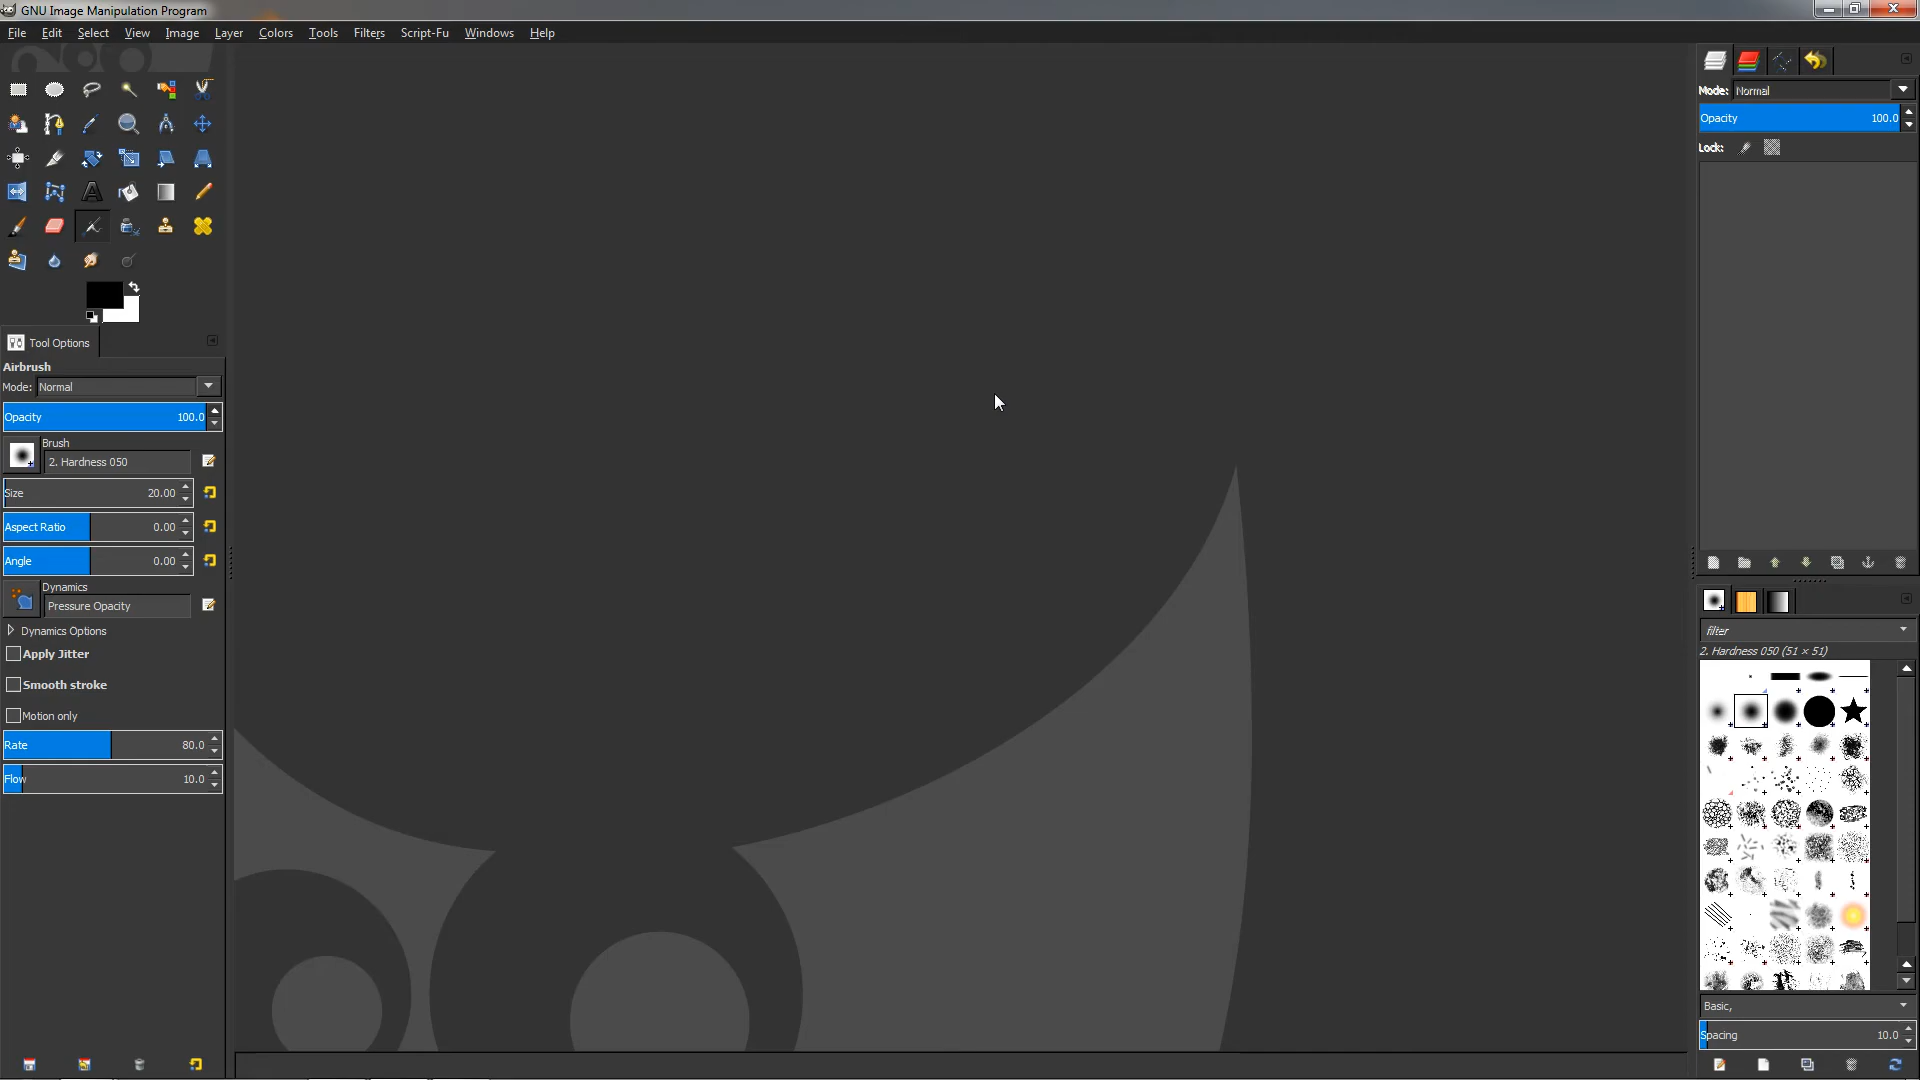 GNU Image Manipulation Program
File Edit Select View Image Layer Colors Tools Filters Script-Fu Windows Help
Tool Options
Airbrush
Mode: Normal
Opacity 100.0
Brush
2. Hardness 050
Size 20.00
Aspect Ratio 0.00
Angle 0.00
Dynamics
Pressure Opacity
Dynamics Options
Apply Jitter
Smooth stroke
Motion only
Rate 80.0
Flow 10.0
Mode: Normal
Opacity 100.0
Lock:
filter
2. Hardness 050 (51 × 51)
Basic,
Spacing 10.0